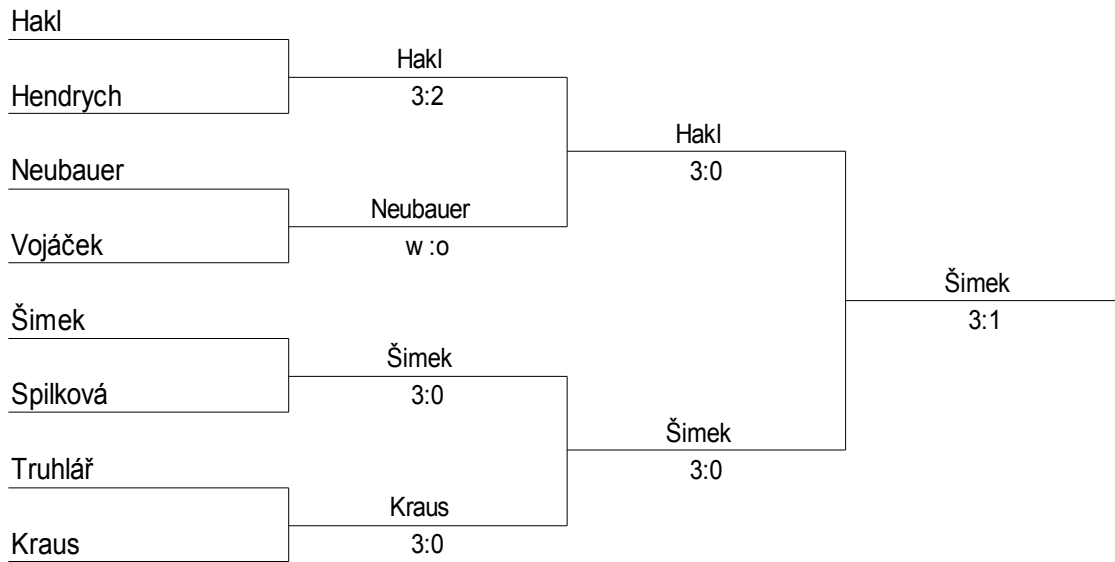 Hakl
Hakl
Hendrych
3:2
Hakl
Neubauer
3:0
Neubauer
Vojáček
w :o
Šimek
Šimek
3:1
Šimek
Spilková
3:0
Šimek
Truhlář
3:0
Kraus
Kraus
3:0